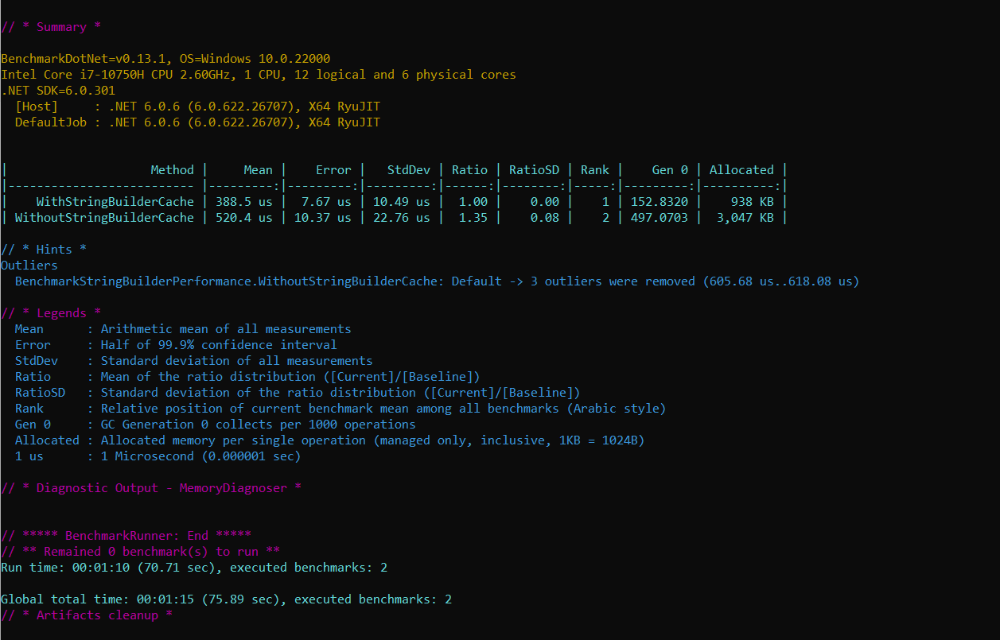 // * Summary *
BenchmarkDotNet=v0.13.1, OS=Windows 10.0.22000
Intel Core i7-10750H CPU 2.60GHz, 1 CPU, 12 logical and 6 physical cores
.NET SDK=6.0.301
  [Host]     : .NET 6.0.6 (6.0.622.26707), X64 RyuJIT
  DefaultJob : .NET 6.0.6 (6.0.622.26707), X64 RyuJIT
|                    Method |     Mean |    Error |   StdDev | Ratio | RatioSD | Rank |    Gen 0 | Allocated |
|-------------------------- |---------:|---------:|---------:|------:|--------:|-----:|---------:|----------:|
|    WithStringBuilderCache | 388.5 us |  7.67 us | 10.49 us |  1.00 |    0.00 |    1 | 152.8320 |    938 KB |
| WithoutStringBuilderCache | 520.4 us | 10.37 us | 22.76 us |  1.35 |    0.08 |    2 | 497.0703 |  3,047 KB |
// * Hints *
Outliers
  BenchmarkStringBuilderPerformance.WithoutStringBuilderCache: Default -> 3 outliers were removed (605.68 us..618.08 us)
// * Legends *
  Mean      : Arithmetic mean of all measurements
  Error     : Half of 99.9% confidence interval
  StdDev    : Standard deviation of all measurements
  Ratio     : Mean of the ratio distribution ([Current]/[Baseline])
  RatioSD   : Standard deviation of the ratio distribution ([Current]/[Baseline])
  Rank      : Relative position of current benchmark mean among all benchmarks (Arabic style)
  Gen 0     : GC Generation 0 collects per 1000 operations
  Allocated : Allocated memory per single operation (managed only, inclusive, 1KB = 1024B)
  1 us      : 1 Microsecond (0.000001 sec)
// * Diagnostic Output - MemoryDiagnoser *
// ***** BenchmarkRunner: End *****
// ** Remained 0 benchmark(s) to run **
Run time: 00:01:10 (70.71 sec), executed benchmarks: 2
Global total time: 00:01:15 (75.89 sec), executed benchmarks: 2
// * Artifacts cleanup *